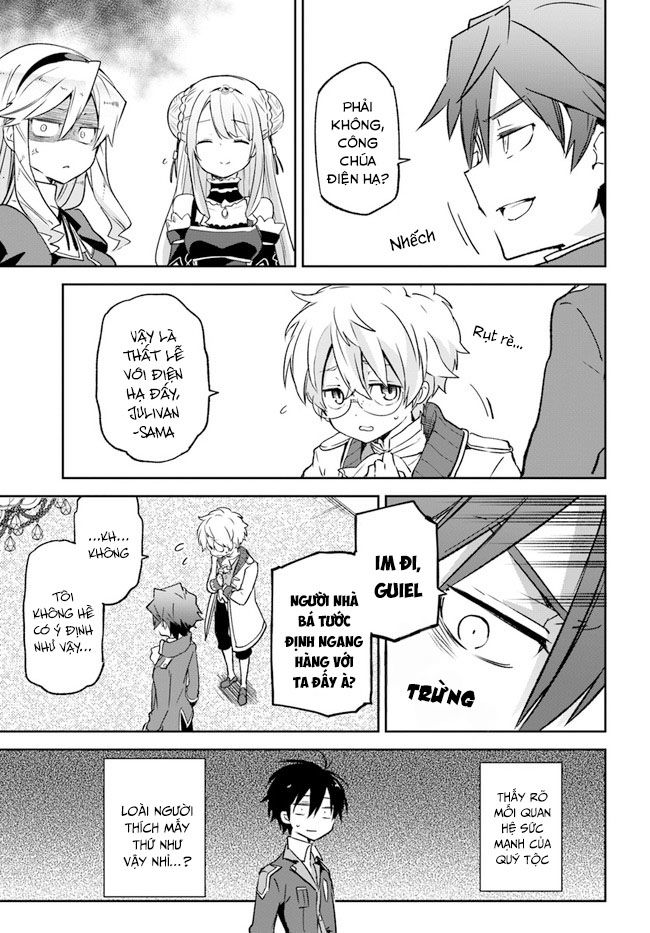 PHẢI
KHÔNG,
CÔNG
CHÚA
ĐIỆN HẠ?
Nhếch
Rụt rè...
VẬY LÀ
THẤT LỄ
VỚI ĐIỆN
HẠ ĐẤY,
JULIVAN
-SAMA
IM ĐI,
GUIEL
NGƯỜI NHÀ
BÁ TƯỚC
ĐỊNH NGANG
HÀNG VỚI
TA ĐẤY À?
TRỪNG
...KH...
KHÔNG
TÔI
KHÔNG HỀ
CÓ Ý ĐỊNH
NHƯ VẬY...
THẤY RÕ
MỐI QUAN
HỆ SỨC
MẠNH CỦA
QUÝ TỘC
LOÀI NGƯỜI
THÍCH MẤY
THỨ NHƯ
VẬY NHỈ...?